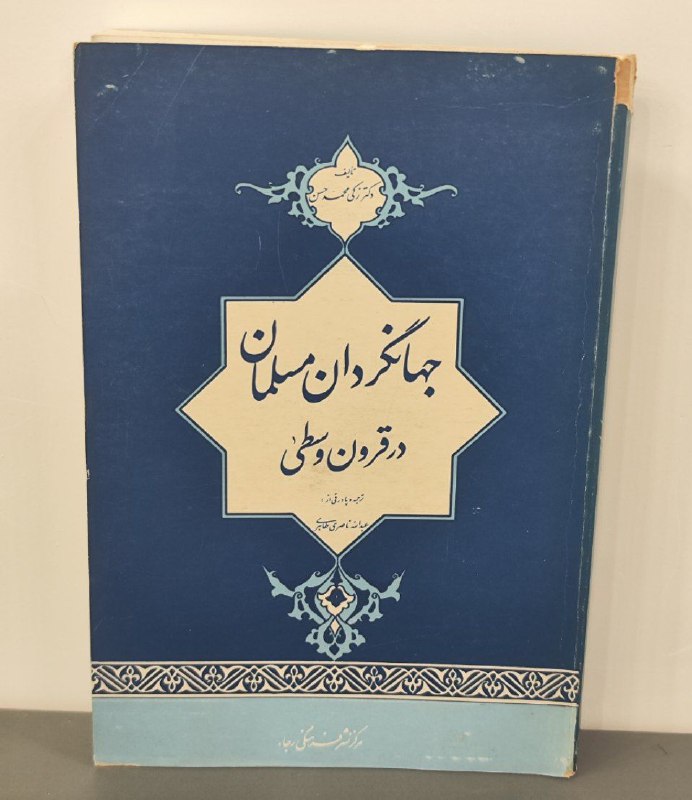 تألیف
دکتر زکی محمد حسن
جهانگردان مسلمان
در قرون وسطیٰ
ترجمه و پاورقی از :
عبدالله ناصری طاهری
مرکز نشر فرهنگی رجاء